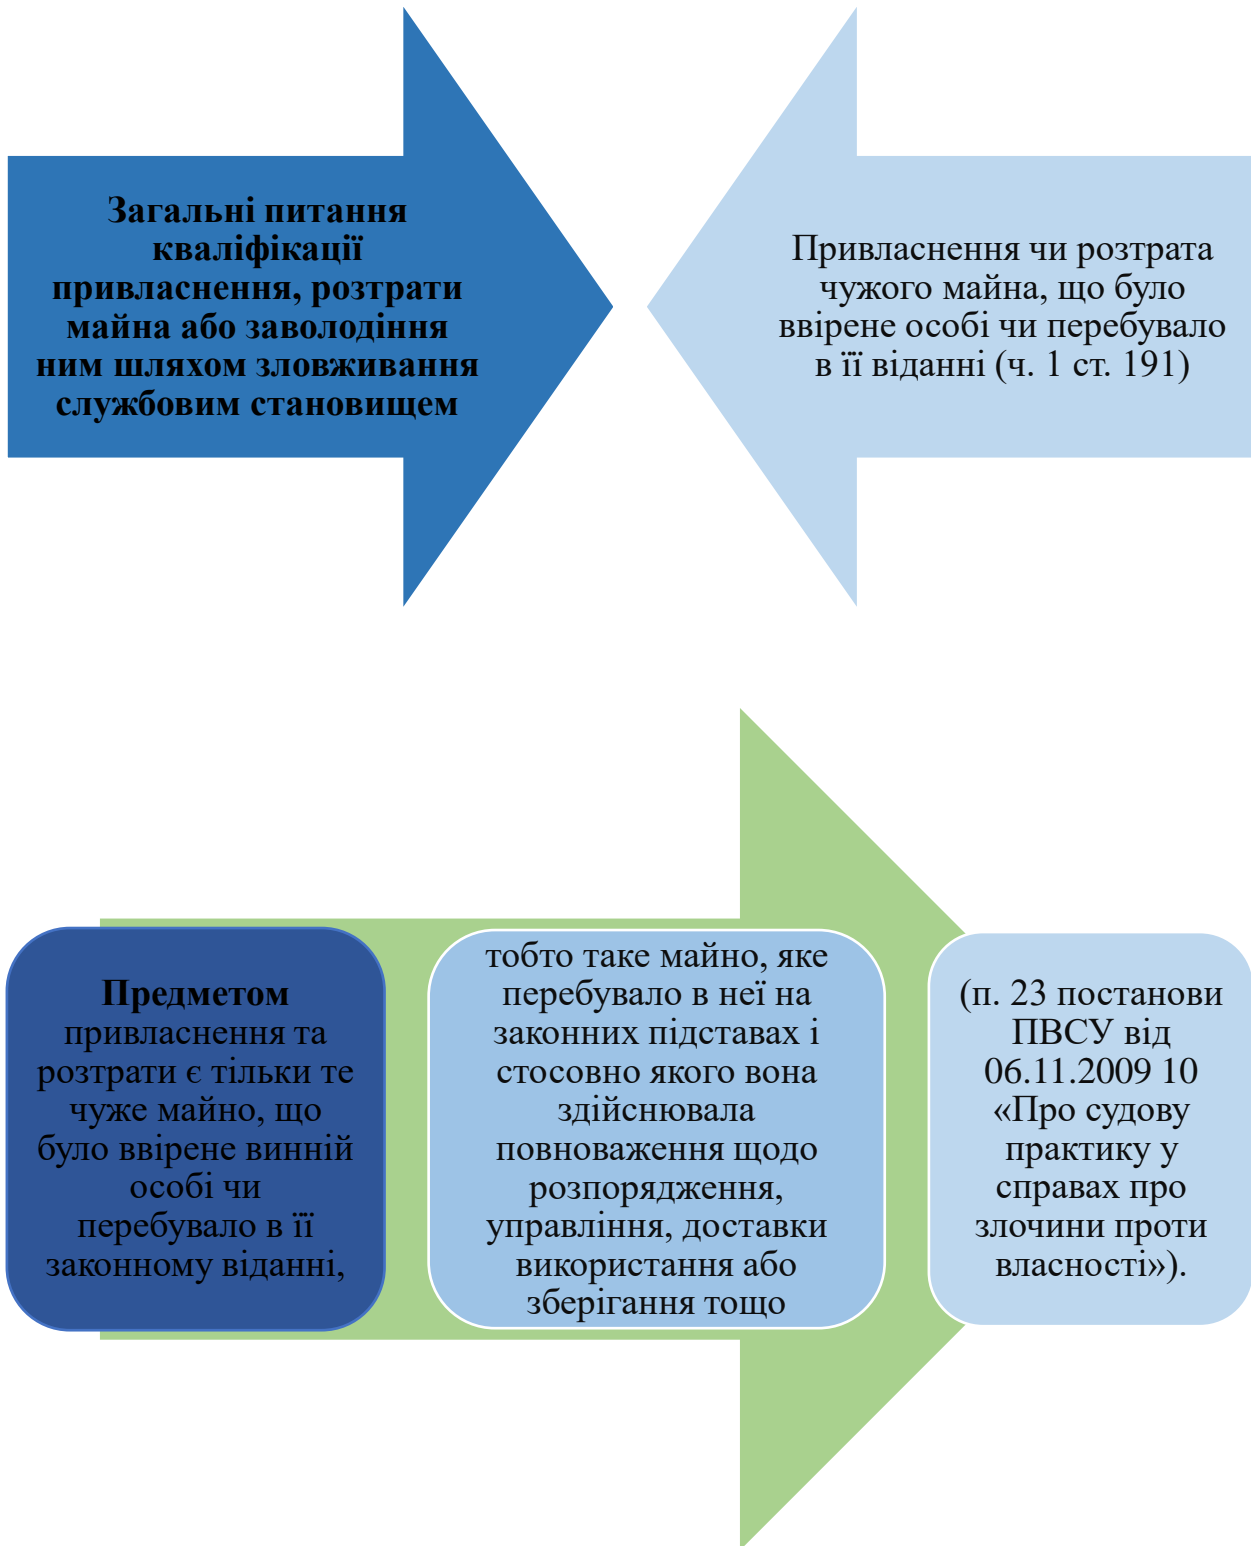 Загальні питання
кваліфікації
привласнення, розтрати
майна або заволодіння
ним шляхом зловживання
службовим становищем
Привласнення чи розтрата
чужого майна, що було
ввірене особі чи перебувало
в її віданні (ч. 1 ст. 191)
Предметом
привласнення та
розтрати є тільки те
чуже майно, що
було ввірене винній
особі чи
перебувало в її
законному віданні,
тобто таке майно, яке
перебувало в неї на
законних підставах і
стосовно якого вона
здійснювала
повноваження щодо
розпорядження,
управління, доставки
використання або
зберігання тощо
(п. 23 постанови
ПВСУ від
06.11.2009 10
«Про судову
практику у
справах про
злочини проти
власності»).